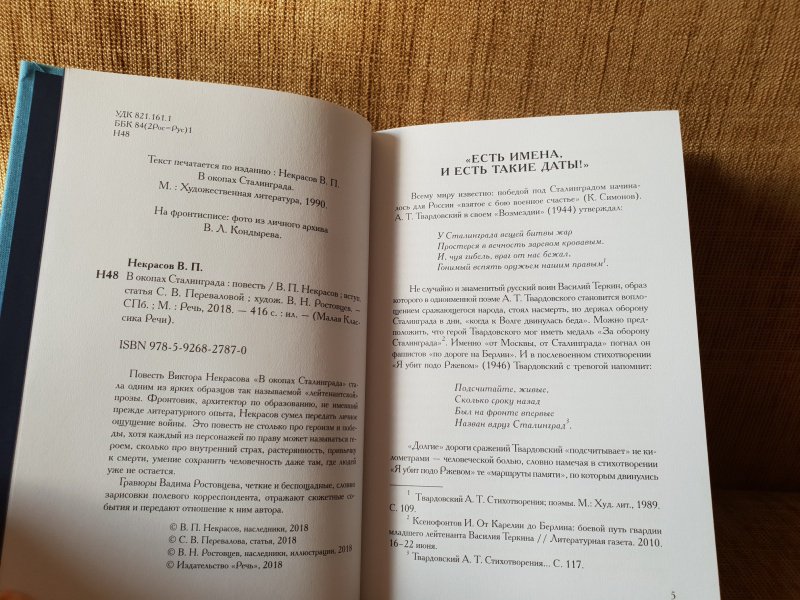 УДК 821.161.1
ББК 84(2Рос=Рус)1
Н48
Текст печатается по изданию : Некрасов В. П.
В окопах Сталинграда.
М. : Художественная литература, 1990.
На фронтисписе: фото из личного архива
В. Л. Кондырева.
Некрасов В. П.
Н48
В окопах Сталинграда : повесть / В. П. Некрасов ; вступ.
статья С. В. Переваловой ; худож. В. Н. Ростовцев. —
СПб. ; М. : Речь, 2018. — 416 с. : ил. — (Малая Клас-
сика Речи).
ISBN 978-5-9268-2787-0
Повесть Виктора Некрасова «В окопах Сталинграда» ста-
ла одним из ярких образцов так называемой «лейтенантской»
прозы. Фронтовик, архитектор по образованию, не имевший
прежде литературного опыта, Некрасов сумел передать личное
ощущение войны. Это повесть не столько про героизм и побе-
ды, хотя каждый из персонажей по праву может называться ге-
роем, сколько про внутренний страх, растерянность, привычку
к смерти, умение сохранить человечность даже там, где людей
уже не остается.
Гравюры Вадима Ростовцева, четкие и беспощадные, словно
зарисовки полевого корреспондента, отражают сюжетные со-
бытия и передают отношение к ним автора.
© В. П. Некрасов, наследники, 2018
© С. В. Перевалова, статья, 2018
© В. Н. Ростовцев, наследники, иллюстрации, 2018
© Издательство «Речь», 2018
«ЕСТЬ ИМЕНА,
И ЕСТЬ ТАКИЕ ДАТЫ!»
Всему миру известно: победой под Сталинградом начина-
лось для России «взятое с бою военное счастье» (К. Симонов).
А. Т. Твардовский в своем «Возмездии» (1944) утверждал:
У Сталинграда вещей битвы жар
Простерся в вечность заревом кровавым.
И, чуя гибель, враг от нас бежал,
Гонимый вспять оружьем нашим правым¹.
Не случайно и знаменитый русский воин Василий Теркин, образ
которого в одноименной поэме А. Т. Твардовского становится вопло-
щением сражающегося народа, стоял насмерть, но держал оборону
Сталинграда в дни, «когда к Волге двинулась беда». Можно пред-
положить, что герой Твардовского мог иметь медаль «За оборону
Сталинграда»². Именно «от Москвы, от Сталинграда» погнал он
фашистов «по дороге на Берлин». И в послевоенном стихотворении
«Я убит подо Ржевом» (1946) Твардовский с тревогой напомнит:
Подсчитайте, живые,
Сколько сроку назад
Был на фронте впервые
Назван вдруг Сталинград³.
«Долгие» дороги сражений Твардовский «подсчитывает» не ки-
лометрами — человеческой болью, словно намечая в стихотворении
«Я убит подо Ржевом» те «маршруты памяти», по которым двинулись
¹ Твардовский А. Т. Стихотворения; поэмы. М.: Худ. лит., 1989.
С. 109.
² Ксенофонтов И. От Карелии до Берлина: боевой путь гвардии
младшего лейтенанта Василия Теркина // Литературная газета. 2010.
16–22 июня.
³ Твардовский А. Т. Стихотворения... С. 117.
5